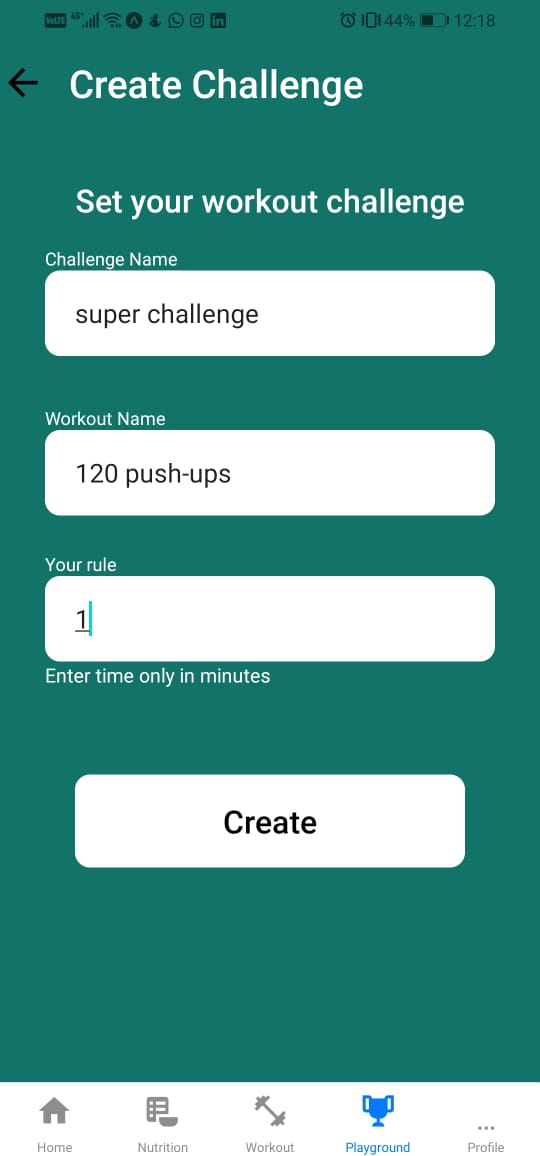 VoLTE 4G+ 44% 12:18
Create Challenge
Set your workout challenge
Challenge Name
super challenge
Workout Name
120 push-ups
Your rule
1
Enter time only in minutes
Create
Home Nutrition Workout Playground Profile